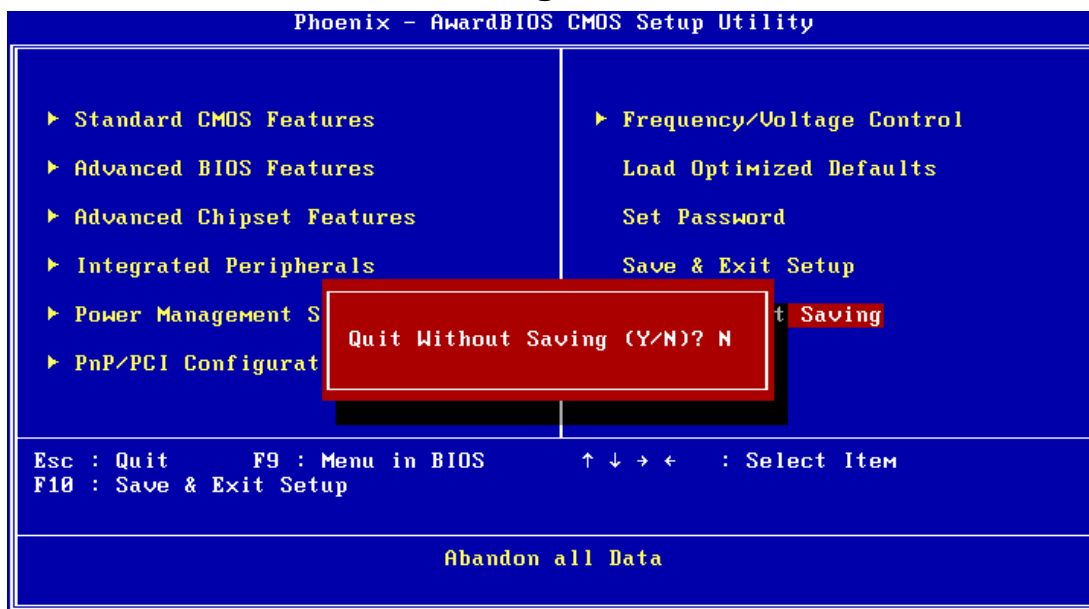 Phoenix - AwardBIOS CMOS Setup Utility
▶ Standard CMOS Features
▶ Advanced BIOS Features
▶ Advanced Chipset Features
▶ Integrated Peripherals
▶ Power Management S
▶ PnP/PCI Configurat
▶ Frequency/Voltage Control
Load Optimized Defaults
Set Password
Save & Exit Setup
t Saving
Quit Without Saving (Y/N)? N
Esc : Quit F9 : Menu in BIOS ↑ ↓ → ← : Select Item
F10 : Save & Exit Setup
Abandon all Data